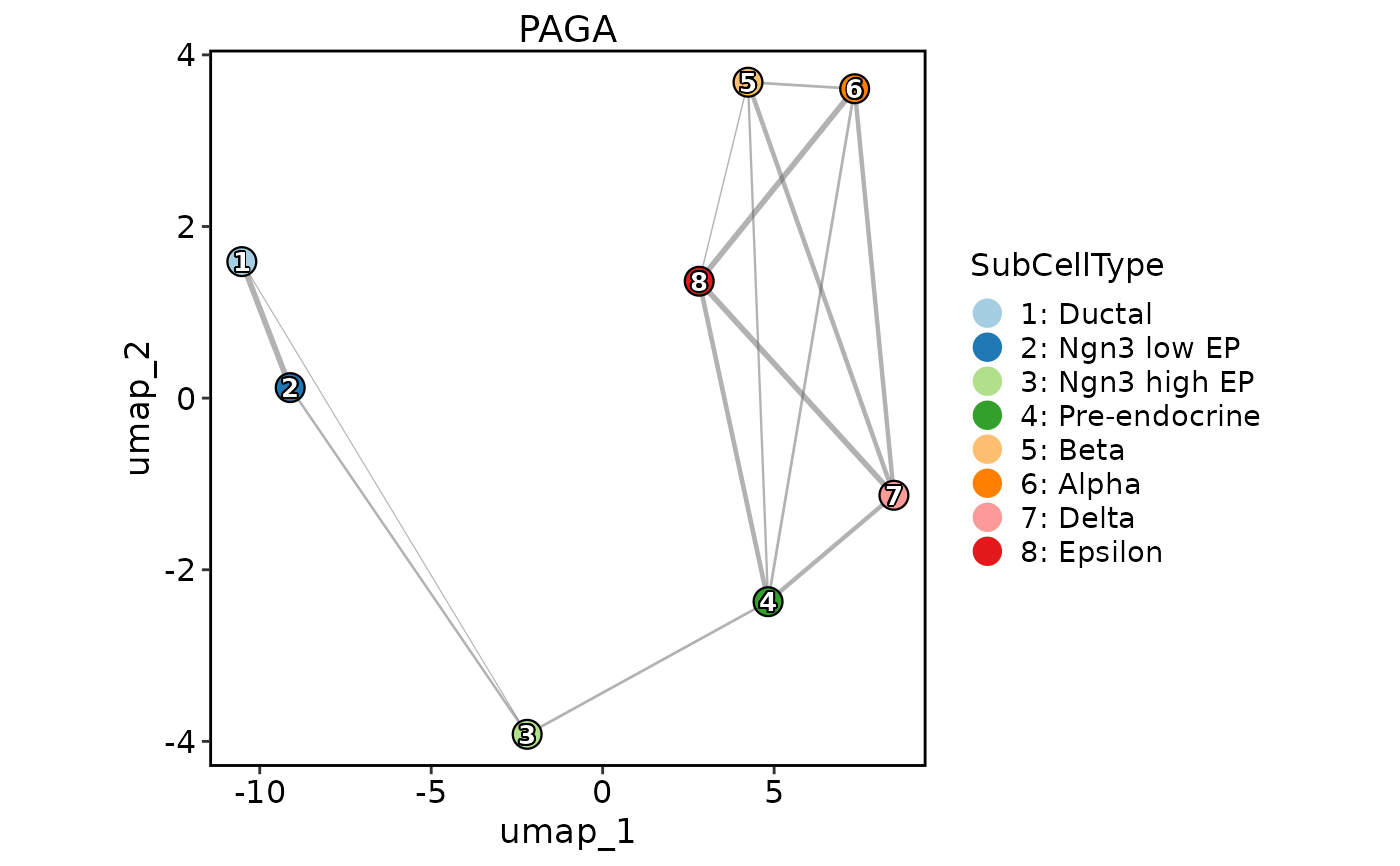 PAGA
4
2
0
-2
-4
umap_2
1
2
3
4
5
6
7
8
-10
-5
0
5
umap_1
SubCellType
1: Ductal
2: Ngn3 low EP
3: Ngn3 high EP
4: Pre-endocrine
5: Beta
6: Alpha
7: Delta
8: Epsilon